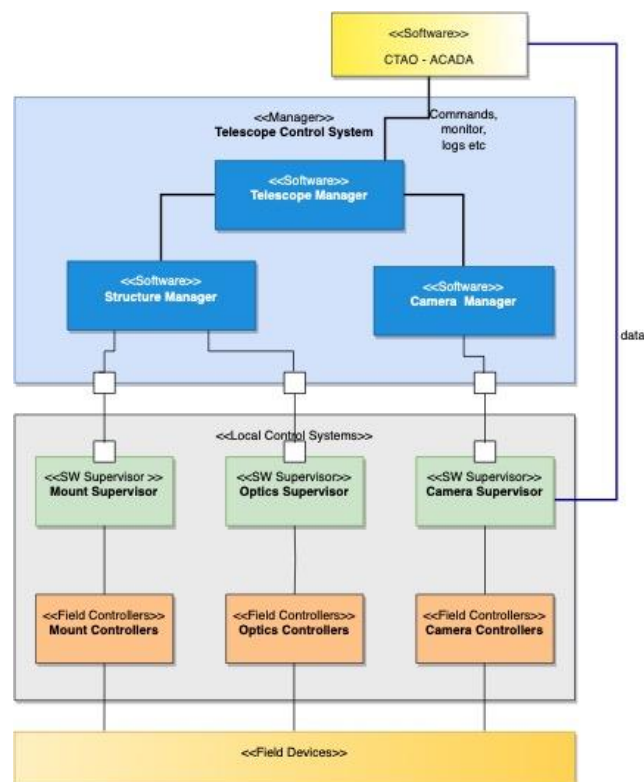 <<Software>>
CTAO - ACADA
<<Manager>>
Telescope Control System
Commands,
monitor,
logs etc
<<Software>>
Telescope Manager
<<Software>>
Structure Manager
<<Software>>
Camera Manager
data
<<Local Control Systems>>
<<SW Supervisor >>
Mount Supervisor
<<SW Supervisor>>
Optics Supervisor
<<SW Supervisor>>
Camera Supervisor
<<Field Controllers>>
Mount Controllers
<<Field Controllers>>
Optics Controllers
<<Field Controllers>>
Camera Controllers
<<Field Devices>>